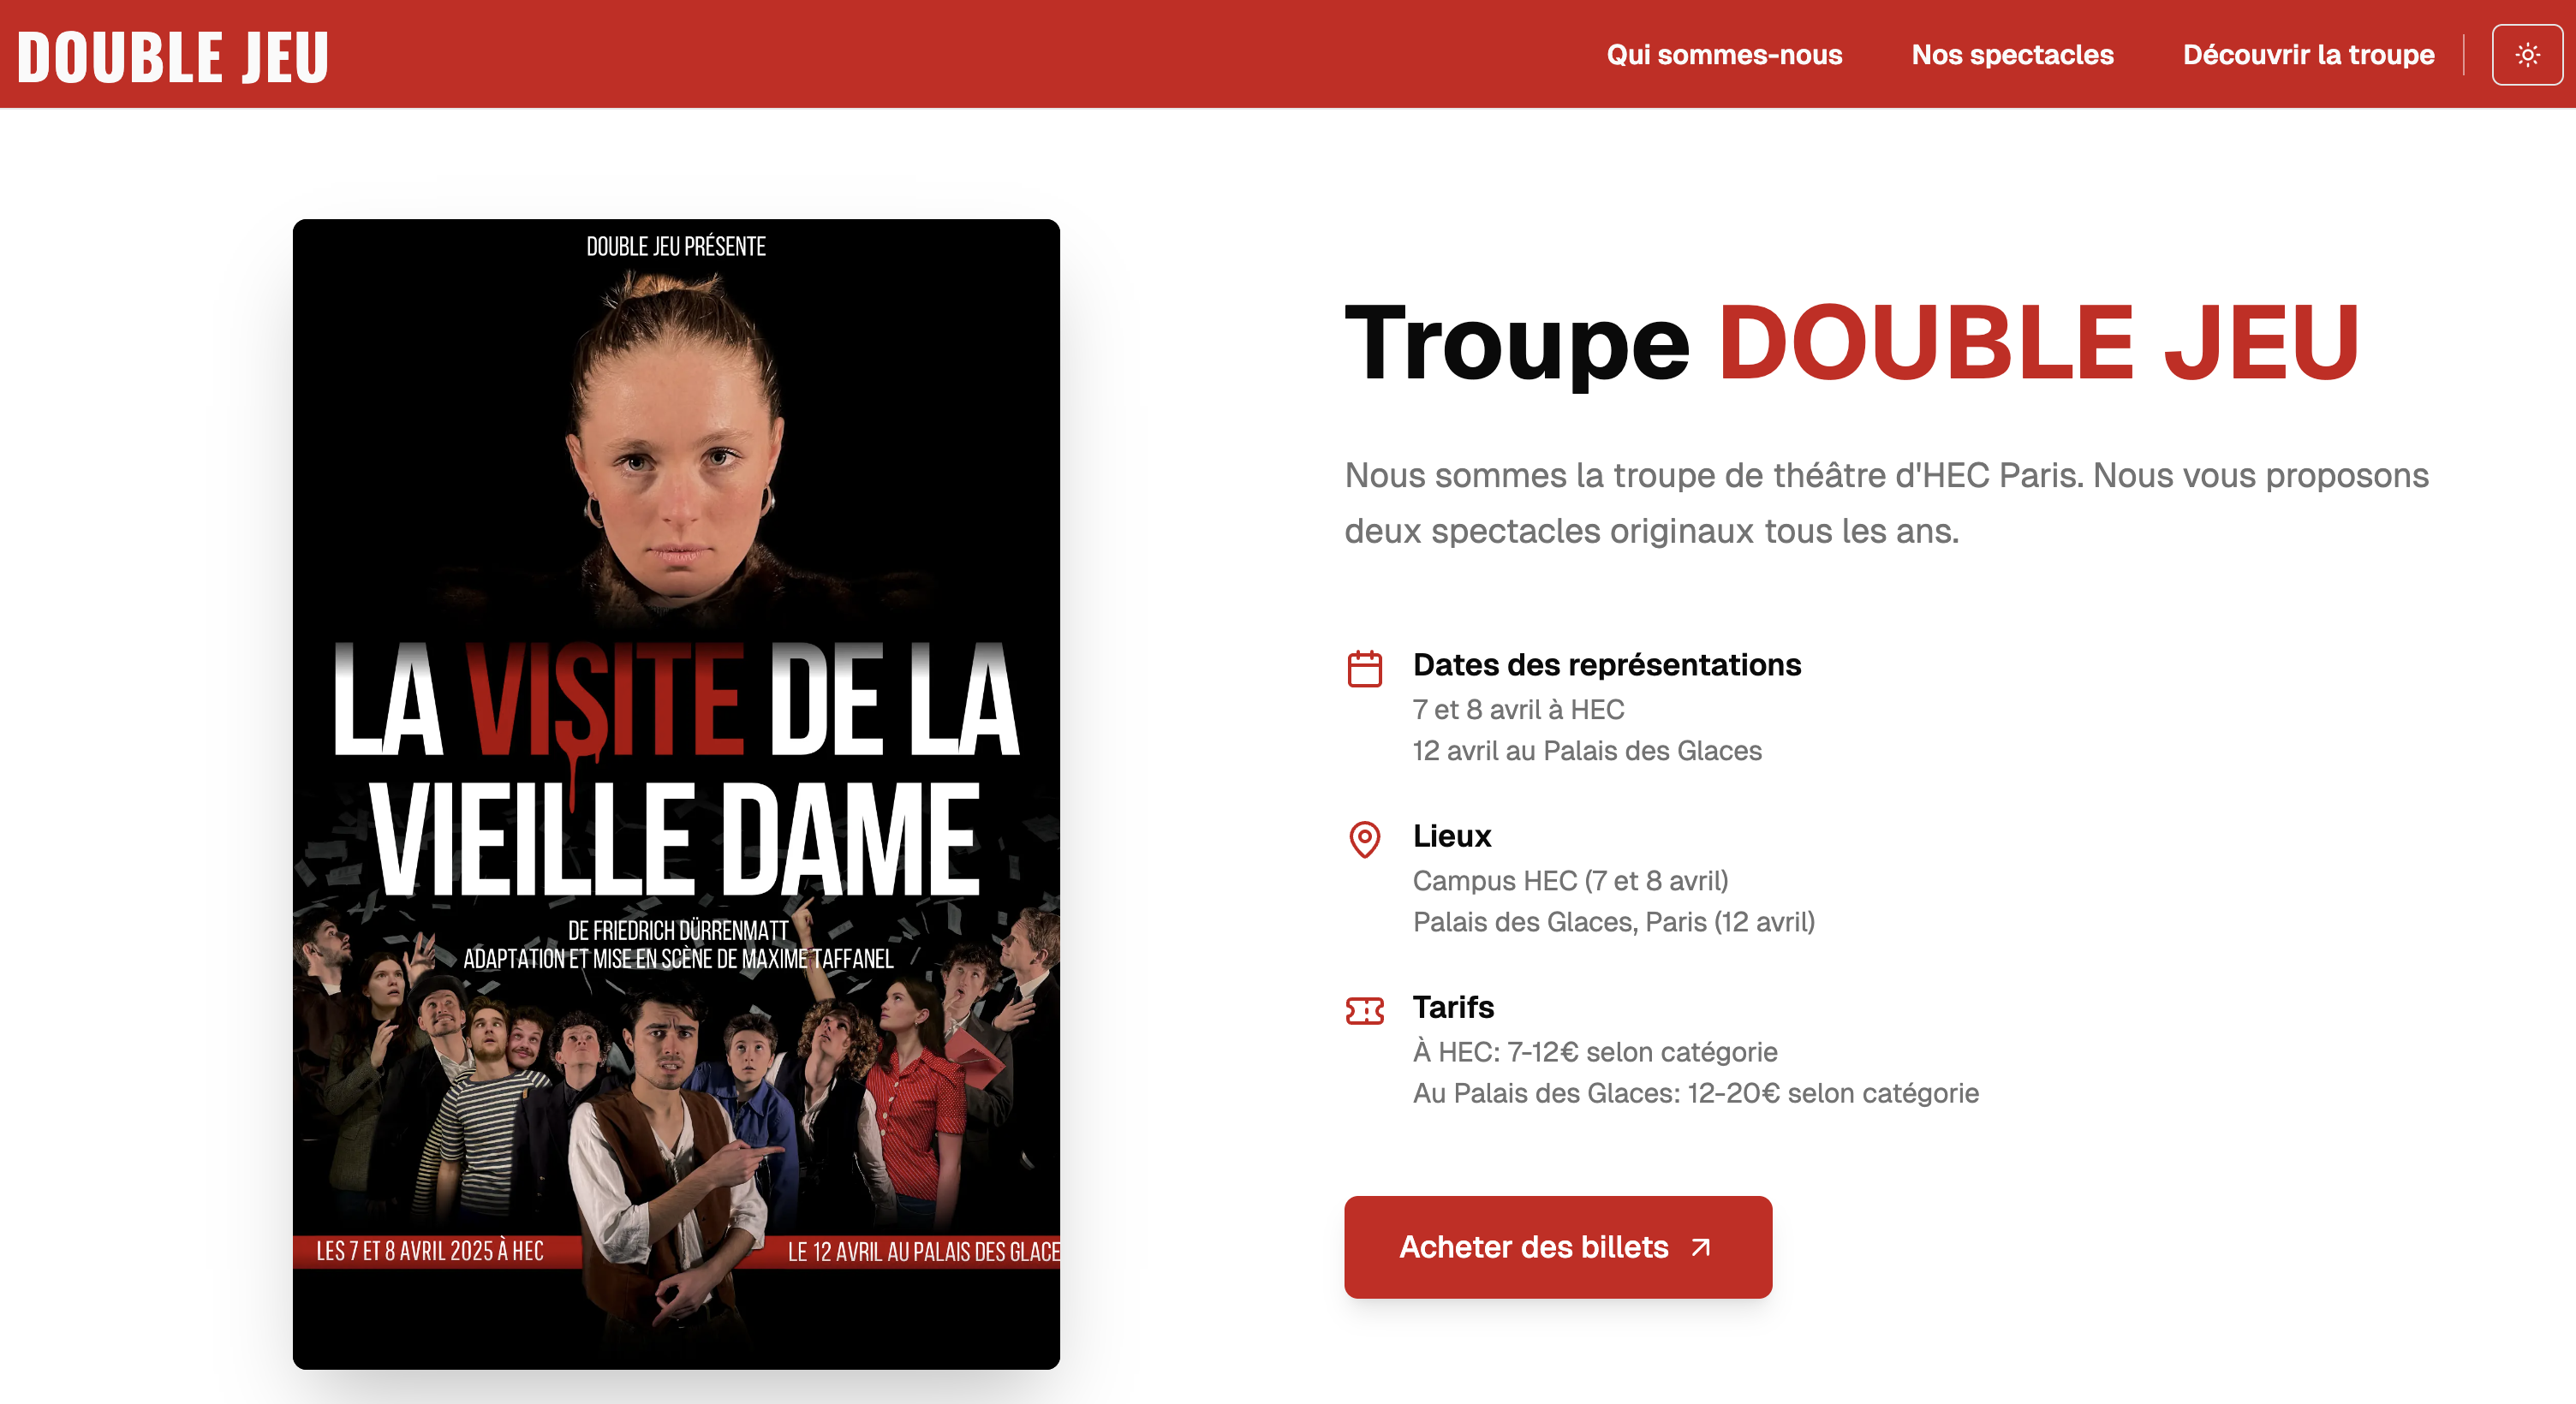 DOUBLE JEU
Qui sommes-nous
Nos spectacles
Découvrir la troupe
DOUBLE JEU PRÉSENTE
LA VISITE DE LA
VIEILLE DAME
DE FRIEDRICH DÜRRENMATT
ADAPTATION ET MISE EN SCÈNE DE MAXIME TAFFANEL
LES 7 ET 8 AVRIL 2025 À HEC
LE 12 AVRIL AU PALAIS DES GLACE
Troupe DOUBLE JEU
Nous sommes la troupe de théâtre d'HEC Paris. Nous vous proposons
deux spectacles originaux tous les ans.
Dates des représentations
7 et 8 avril à HEC
12 avril au Palais des Glaces
Lieux
Campus HEC (7 et 8 avril)
Palais des Glaces, Paris (12 avril)
Tarifs
À HEC: 7-12€ selon catégorie
Au Palais des Glaces: 12-20€ selon catégorie
Acheter des billets